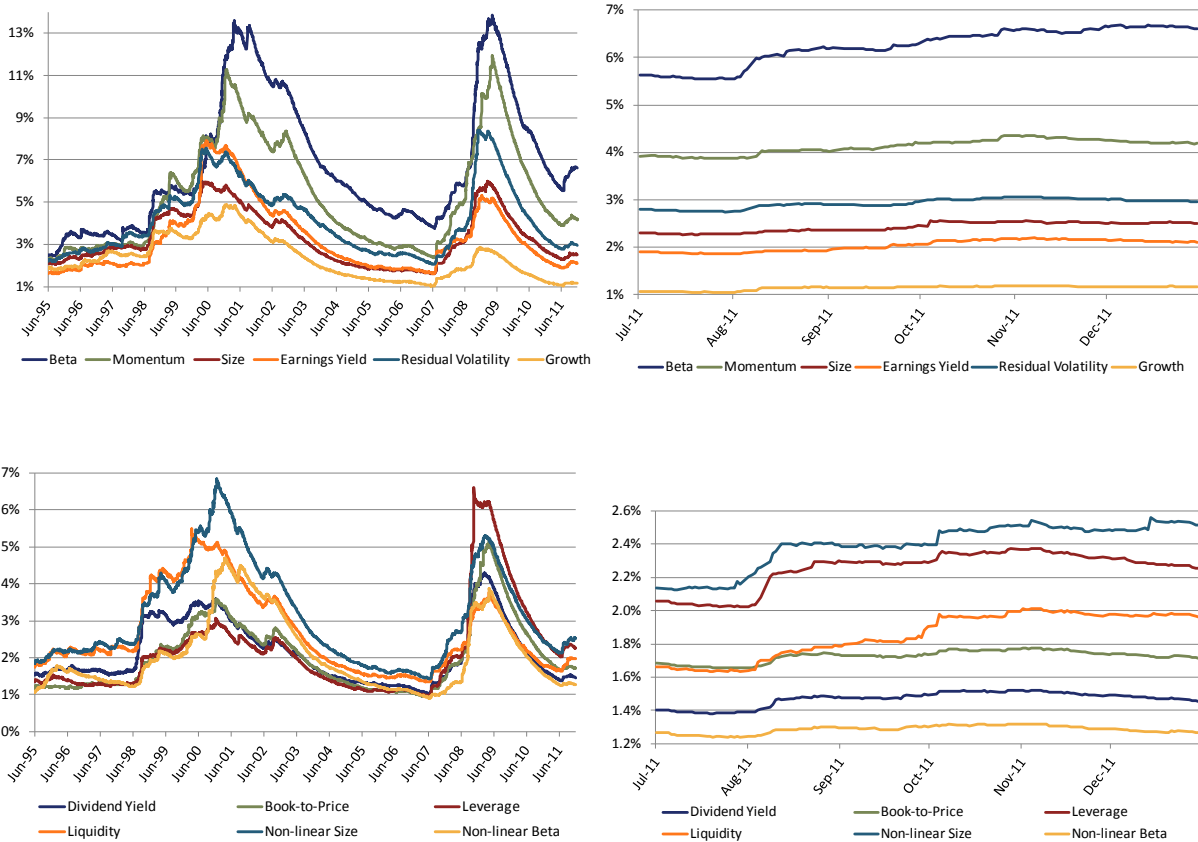 13%
11%
9%
7%
5%
3%
1%
Jun-95
Jun-96
Jun-97
Jun-98
Jun-99
Jun-00
Jun-01
Jun-02
Jun-03
Jun-04
Jun-05
Jun-06
Jun-07
Jun-08
Jun-09
Jun-10
Jun-11
Beta Momentum Size Earnings Yield Residual Volatility Growth
7%
6%
5%
4%
3%
2%
1%
Jul-11
Aug-11
Sep-11
Oct-11
Nov-11
Dec-11
Beta Momentum Size Earnings Yield Residual Volatility Growth
7%
6%
5%
4%
3%
2%
1%
0%
Jun-95
Jun-96
Jun-97
Jun-98
Jun-99
Jun-00
Jun-01
Jun-02
Jun-03
Jun-04
Jun-05
Jun-06
Jun-07
Jun-08
Jun-09
Jun-10
Jun-11
Dividend Yield Book-to-Price Leverage
Liquidity Non-linear Size Non-linear Beta
2.6%
2.4%
2.2%
2.0%
1.8%
1.6%
1.4%
1.2%
Jul-11
Aug-11
Sep-11
Oct-11
Nov-11
Dec-11
Dividend Yield Book-to-Price Leverage
Liquidity Non-linear Size Non-linear Beta